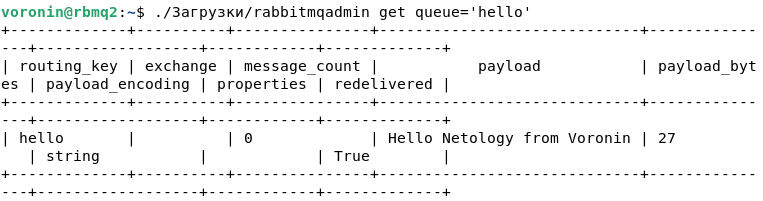 voronin@rbmq2:~$ ./Загрузки/rabbitmqadmin get queue='hello'
+-------------+----------+---------------+-----------------------------+------------
---+------------------+------------+-------------+
| routing_key | exchange | message_count |           payload           | payload_byt
es | payload_encoding | properties | redelivered |
+-------------+----------+---------------+-----------------------------+------------
---+------------------+------------+-------------+
| hello       |          | 0             | Hello Netology from Voronin | 27
   | string           |            | True        |
+-------------+----------+---------------+-----------------------------+------------
---+------------------+------------+-------------+